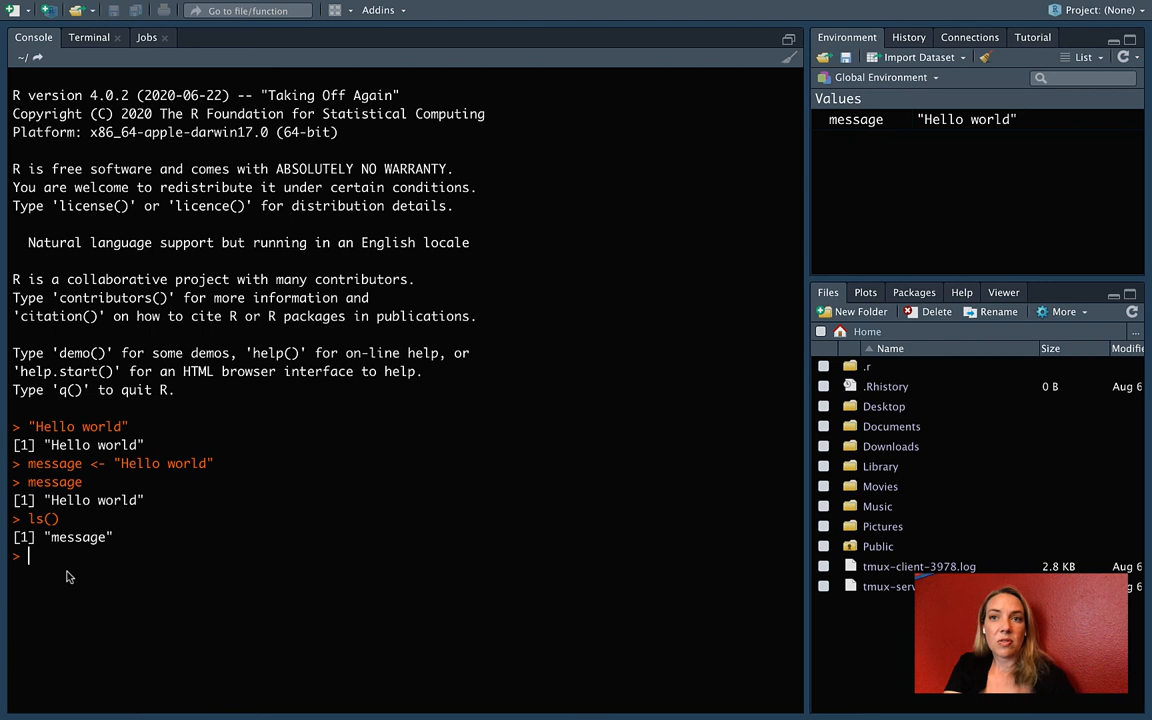 Go to file/function
Addins
Project: (None)
Console
Terminal
Jobs
~/
R version 4.0.2 (2020-06-22) -- "Taking Off Again"
Copyright (C) 2020 The R Foundation for Statistical Computing
Platform: x86_64-apple-darwin17.0 (64-bit)
R is free software and comes with ABSOLUTELY NO WARRANTY.
You are welcome to redistribute it under certain conditions.
Type 'license()' or 'licence()' for distribution details.
Natural language support but running in an English locale
R is a collaborative project with many contributors.
Type 'contributors()' for more information and
'citation()' on how to cite R or R packages in publications.
Type 'demo()' for some demos, 'help()' for on-line help, or
'help.start()' for an HTML browser interface to help.
Type 'q()' to quit R.
> "Hello world"
[1] "Hello world"
> message <- "Hello world"
> message
[1] "Hello world"
> ls()
[1] "message"
>
Environment History Connections Tutorial
Import Dataset List
Global Environment
Values
message "Hello world"
Files Plots Packages Help Viewer
New Folder Delete Rename More
Home ...
Name Size Modifie
.r
.Rhistory 0 B Aug 6
Desktop
Documents
Downloads
Library
Movies
Music
Pictures
Public
tmux-client-3978.log 2.8 KB Aug 6
tmux-serv Aug 6